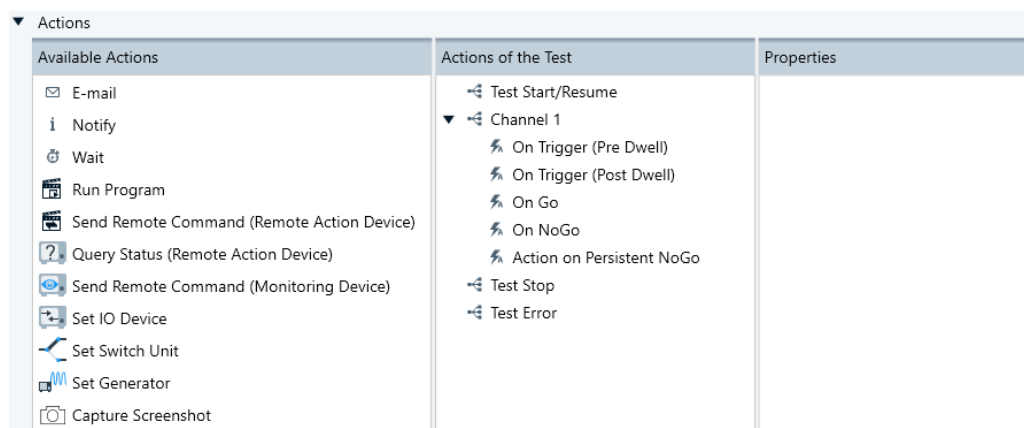 Actions
Available Actions
E-mail
Notify
Wait
Run Program
Send Remote Command (Remote Action Device)
Query Status (Remote Action Device)
Send Remote Command (Monitoring Device)
Set IO Device
Set Switch Unit
Set Generator
Capture Screenshot
Actions of the Test
Test Start/Resume
Channel 1
On Trigger (Pre Dwell)
On Trigger (Post Dwell)
On Go
On NoGo
Action on Persistent NoGo
Test Stop
Test Error
Properties